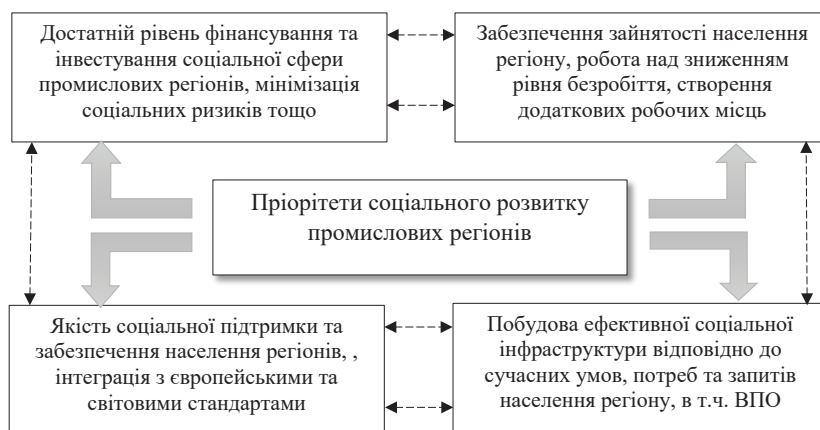 Достатній рівень фінансування та
інвестування соціальної сфери
промислових регіонів, мінімізація
соціальних ризиків тощо
Забезпечення зайнятості населення
регіону, робота над зниженням
рівня безробіття, створення
додаткових робочих місць
Пріорітети соціального розвитку
промислових регіонів
Якість соціальної підтримки та
забезпечення населення регіонів, ,
інтеграція з європейськими та
світовими стандартами
Побудова ефективної соціальної
інфраструктури відповідно до
сучасних умов, потреб та запитів
населення регіону, в т.ч. ВПО